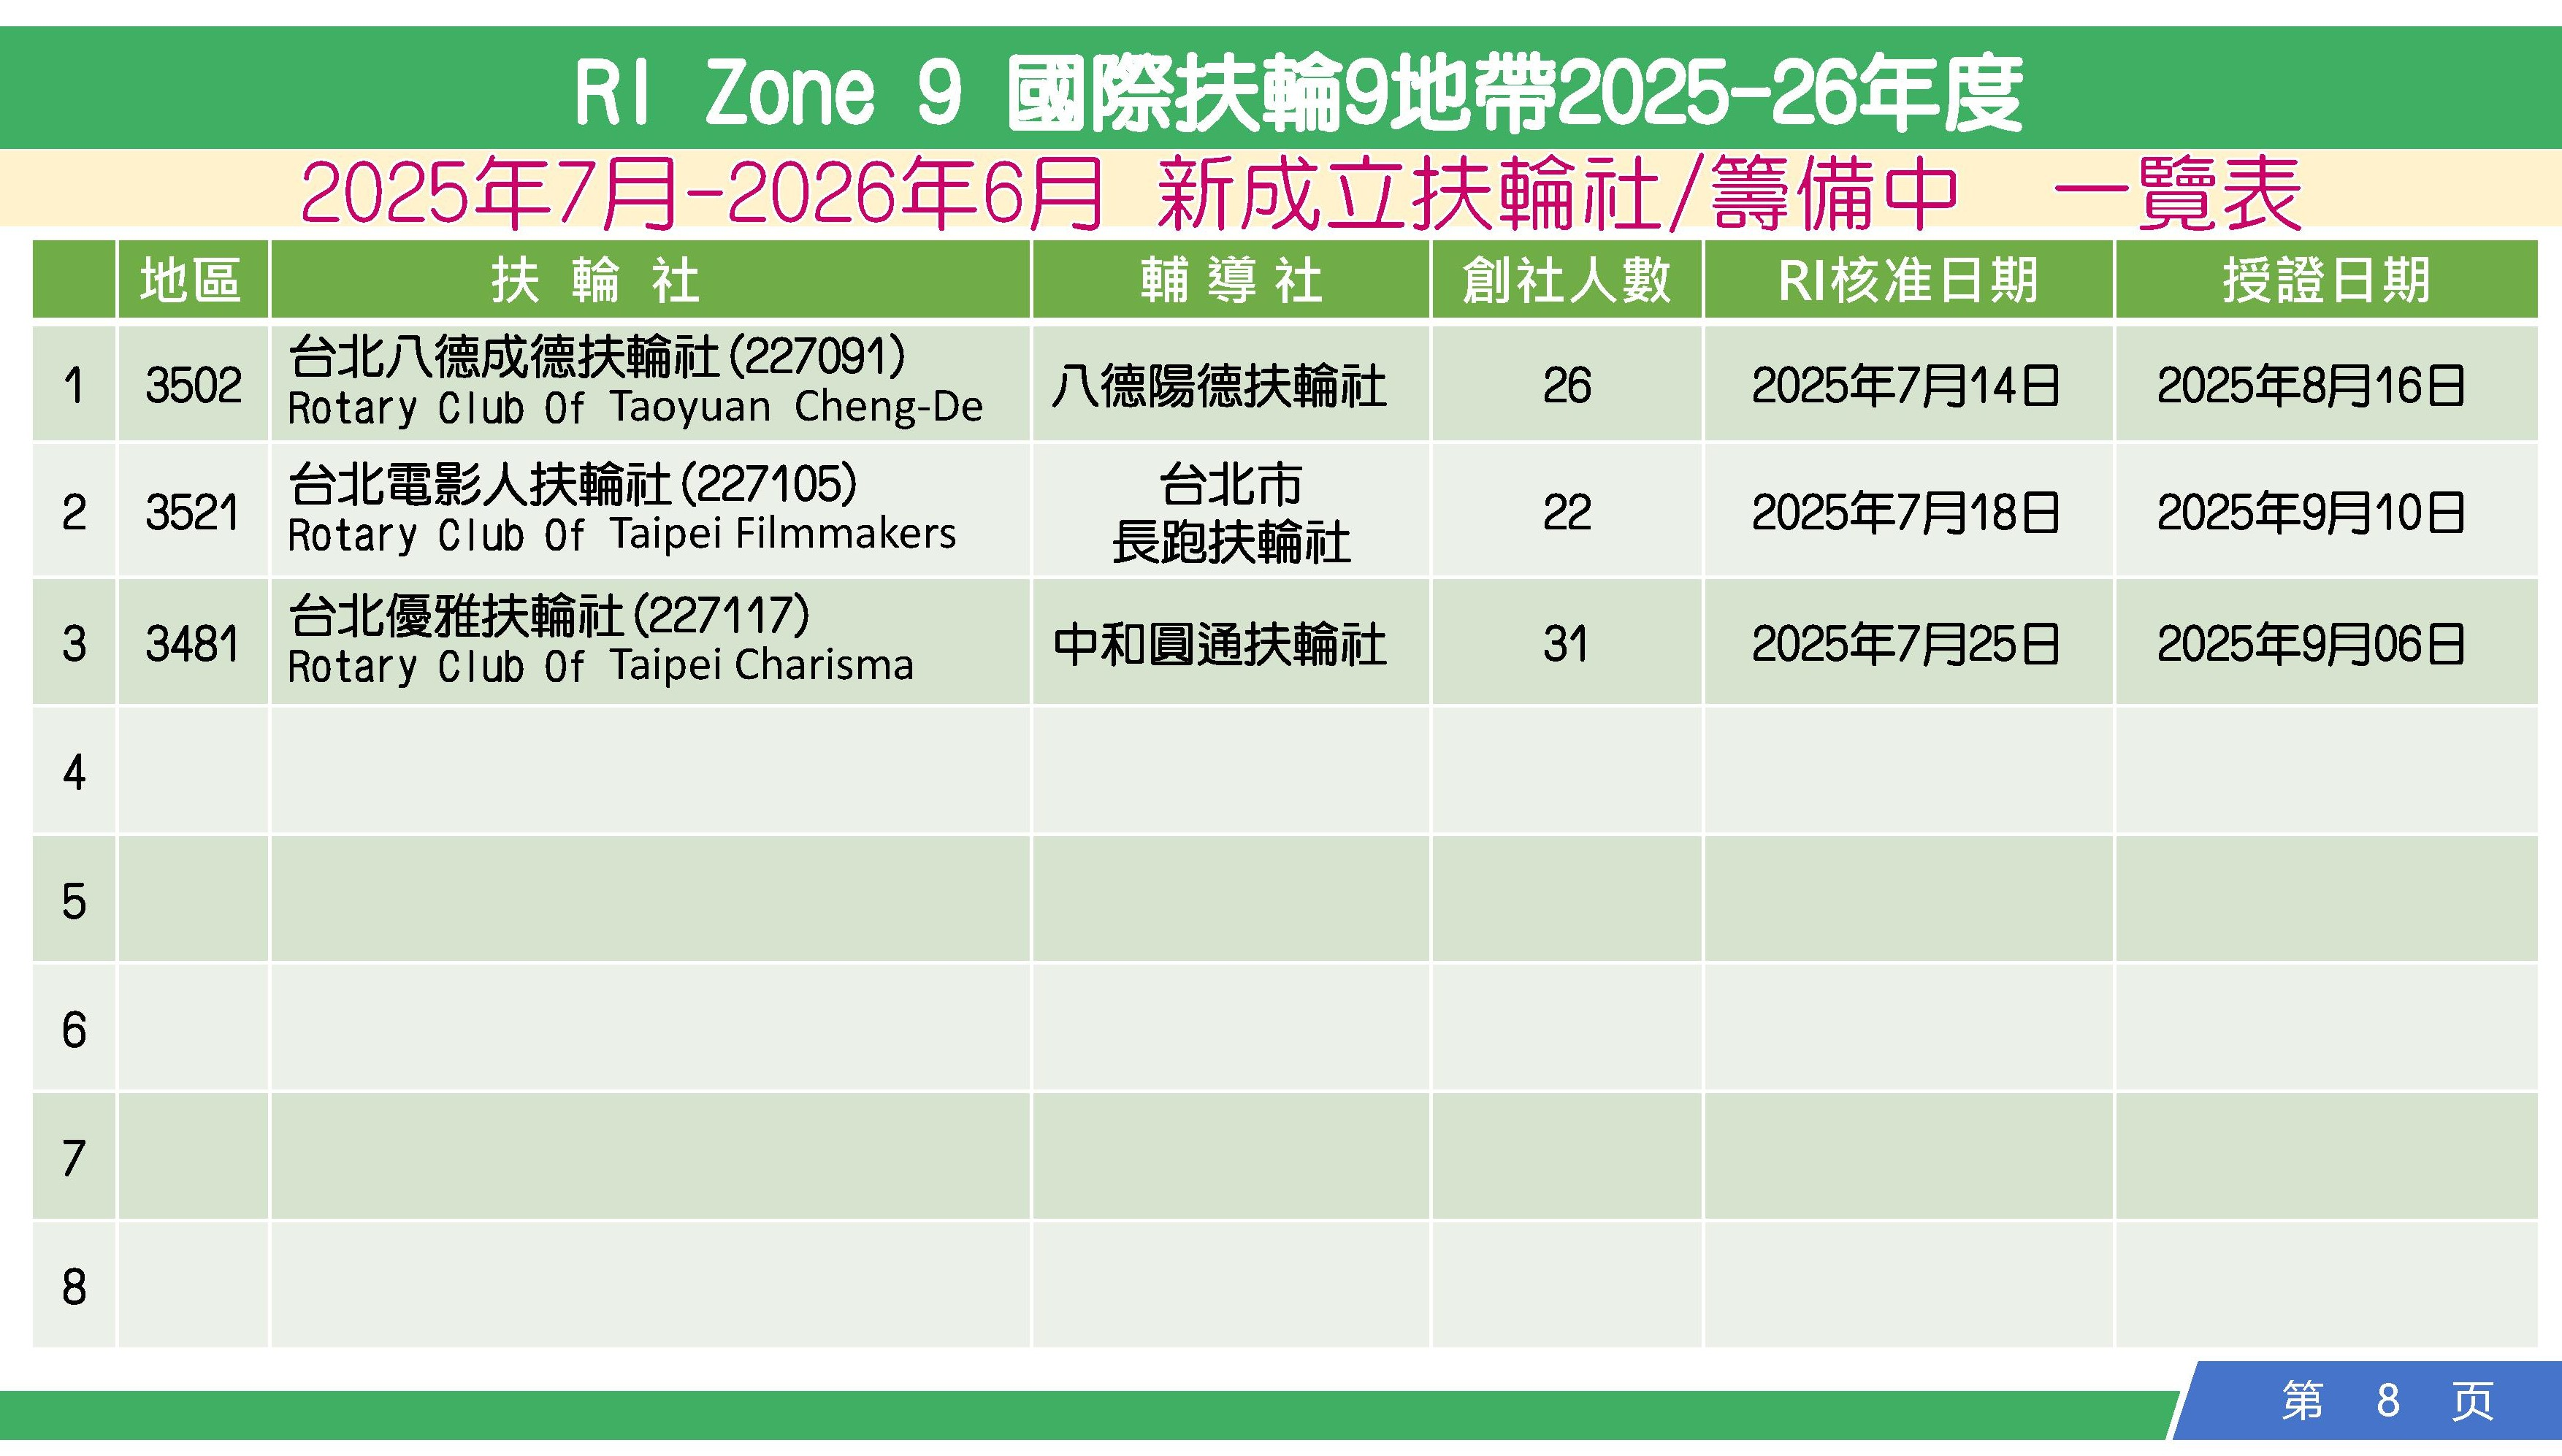 RI Zone 9 國際扶輪9地帶2025-26年度
2025年7月-2026年6月 新成立扶輪社/籌備中 一覽表
地區 扶 輪 社 輔 導 社 創社人數 RI核准日期 授證日期
1 3502 台北八德成德扶輪社(227091) 八德陽德扶輪社 26 2025年7月14日 2025年8月16日
Rotary Club Of Taoyuan Cheng-De
2 3521 台北電影人扶輪社(227105) 台北市 22 2025年7月18日 2025年9月10日
Rotary Club Of Taipei Filmmakers 長跑扶輪社
3 3481 台北優雅扶輪社(227117) 中和圓通扶輪社 31 2025年7月25日 2025年9月06日
Rotary Club Of Taipei Charisma
4
5
6
7
8
第 8 页